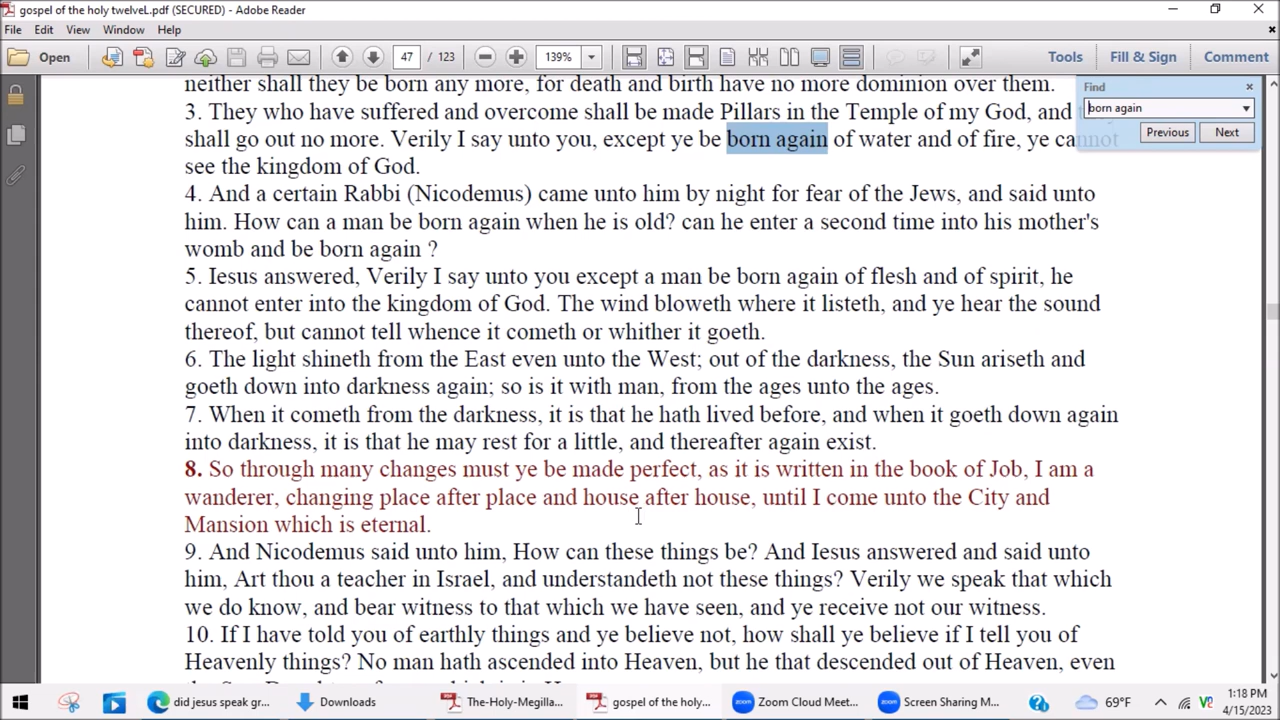 gospel of the holy twelveL.pdf (SECURED) - Adobe Reader
File Edit View Window Help
Open 47 / 123 139% Tools Fill & Sign Comment
Find
born again
Previous Next
neither shall they be born any more, for death and birth have no more dominion over them.
3. They who have suffered and overcome shall be made Pillars in the Temple of my God, and
shall go out no more. Verily I say unto you, except ye be born again of water and of fire, ye cannot
see the kingdom of God.
4. And a certain Rabbi (Nicodemus) came unto him by night for fear of the Jews, and said unto
him. How can a man be born again when he is old? can he enter a second time into his mother's
womb and be born again ?
5. Iesus answered, Verily I say unto you except a man be born again of flesh and of spirit, he
cannot enter into the kingdom of God. The wind bloweth where it listeth, and ye hear the sound
thereof, but cannot tell whence it cometh or whither it goeth.
6. The light shineth from the East even unto the West; out of the darkness, the Sun ariseth and
goeth down into darkness again; so is it with man, from the ages unto the ages.
7. When it cometh from the darkness, it is that he hath lived before, and when it goeth down again
into darkness, it is that he may rest for a little, and thereafter again exist.
8. So through many changes must ye be made perfect, as it is written in the book of Job, I am a
wanderer, changing place after place and house after house, until I come unto the City and
Mansion which is eternal.
9. And Nicodemus said unto him, How can these things be? And Iesus answered and said unto
him, Art thou a teacher in Israel, and understandeth not these things? Verily we speak that which
we do know, and bear witness to that which we have seen, and ye receive not our witness.
10. If I have told you of earthly things and ye believe not, how shall ye believe if I tell you of
Heavenly things? No man hath ascended into Heaven, but he that descended out of Heaven, even
did jesus speak gr... Downloads The-Holy-Megilla... gospel of the holy... Zoom Cloud Meet... Screen Sharing M... 69°F 1:18 PM
4/15/2023